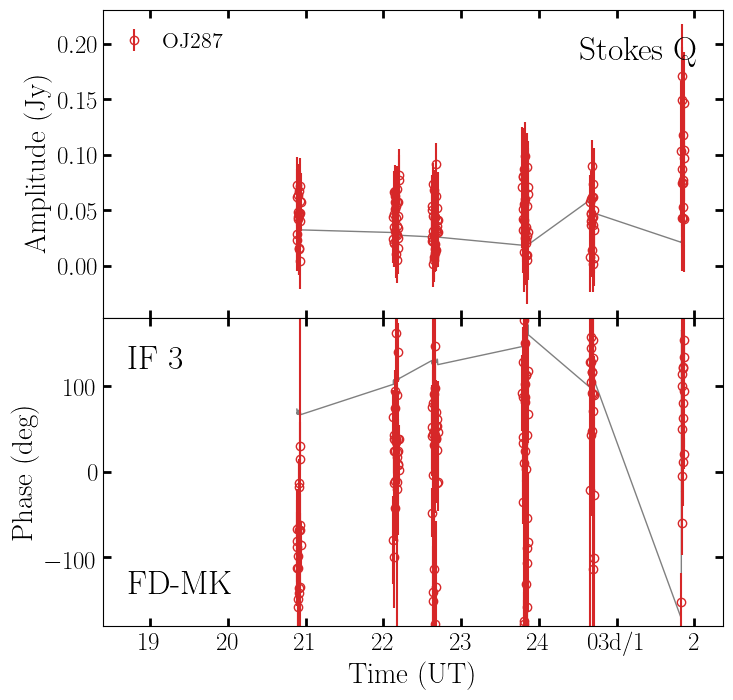 OJ287
Stokes Q
Amplitude (Jy)
0.20
0.15
0.10
0.05
0.00
IF 3
Phase (deg)
100
0
−100
FD-MK
19 20 21 22 23 24 03d/1 2
Time (UT)